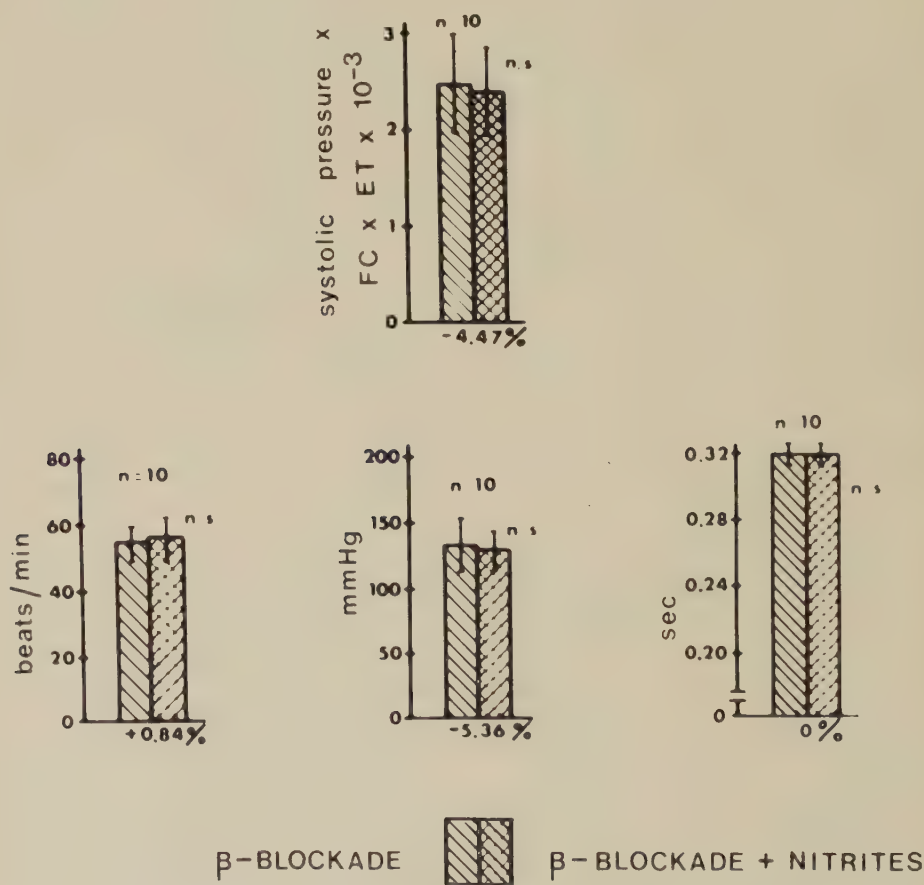 systolic pressure x
FC x ET x 10-3
3
2
1
0
n 10
n.s
-4.47%
beats/min
80
60
40
20
0
n=10
n s
+0.84%
mmHg
200
150
100
50
0
n 10
n s
-5.36%
sec
0.32
0.28
0.24
0.20
0
n 10
n s
0%
β-BLOCKADE
β-BLOCKADE + NITRITES